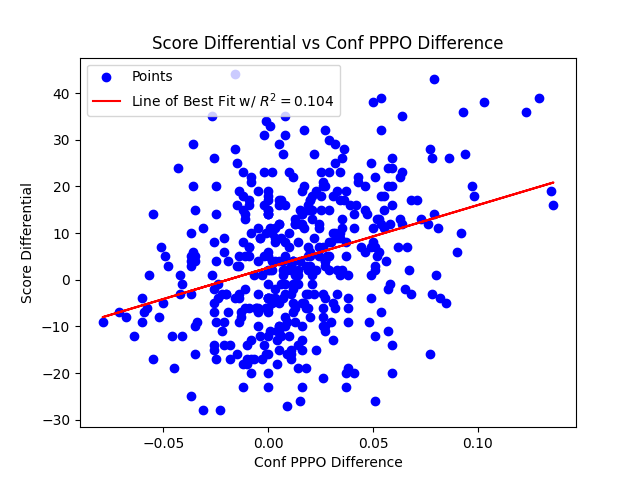 Score Differential vs Conf PPPO Difference
Points
Line of Best Fit w/ R² = 0.104
40
30
20
10
0
−10
−20
−30
Score Differential
−0.05
0.00
0.05
0.10
Conf PPPO Difference